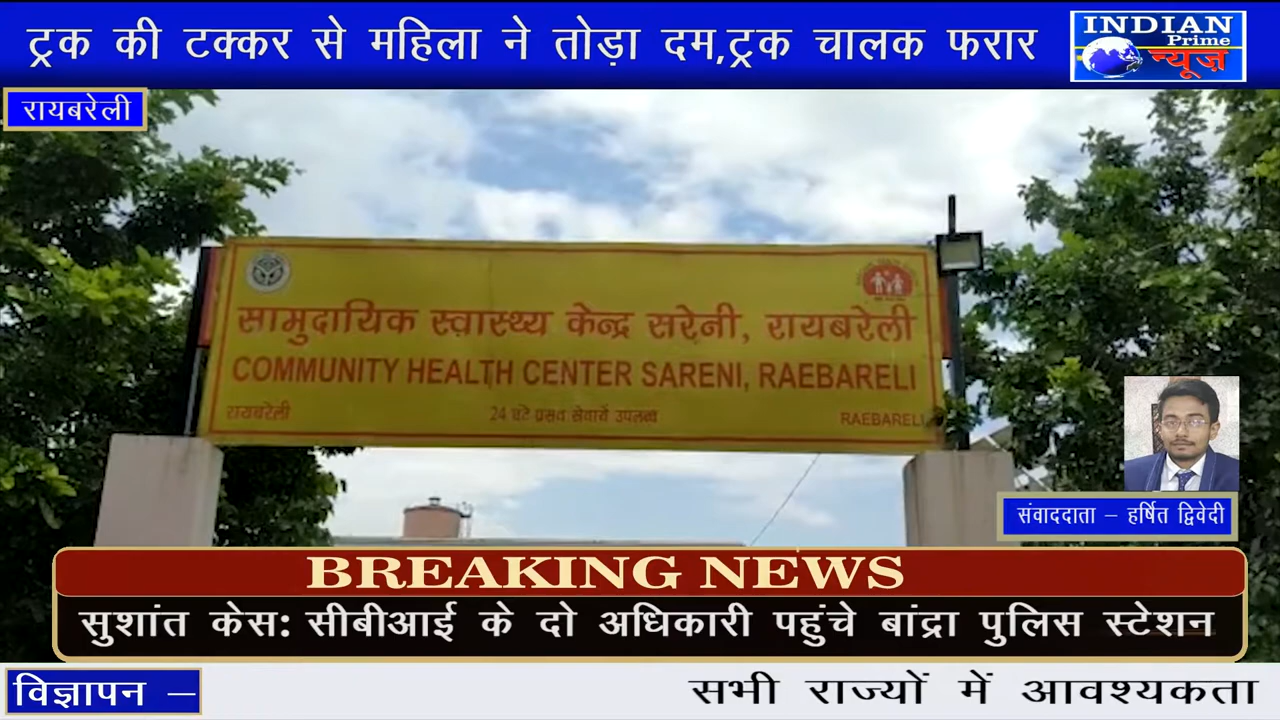 ट्रक की टक्कर से महिला ने तोड़ा दम,ट्रक चालक फरार
INDIAN
Prime
न्यूज़
रायबरेली
सामुदायिक स्वास्थ्य केन्द्र सरेनी, रायबरेली
COMMUNITY HEALTH CENTER SARENI, RAEBARELI
रायबरेली 24 घंटे प्रसव सेवायें उपलब्ध RAEBARELI
संवाददाता – हर्षित द्विवेदी
BREAKING NEWS
सुशांत केस: सीबीआई के दो अधिकारी पहुंचे बांद्रा पुलिस स्टेशन
विज्ञापन –
सभी राज्यों में आवश्यकता